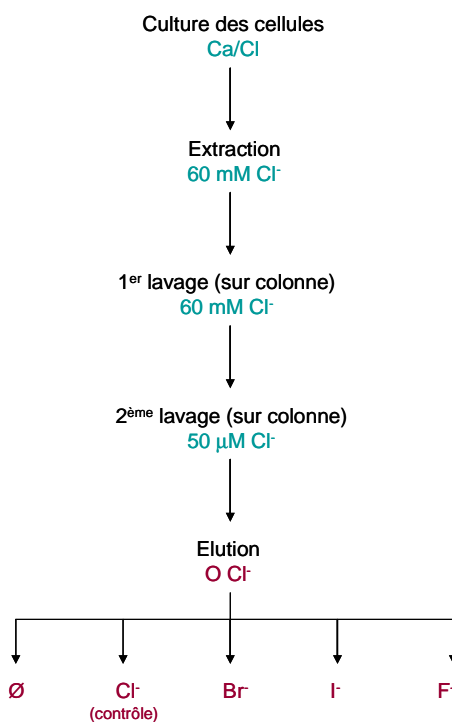 Culture des cellules
Ca/Cl
Extraction
60 mM Cl⁻
1er lavage (sur colonne)
60 mM Cl⁻
2ème lavage (sur colonne)
50 µM Cl⁻
Elution
O Cl⁻
Ø Cl⁻ Br⁻ I⁻ F⁻
(contrôle)